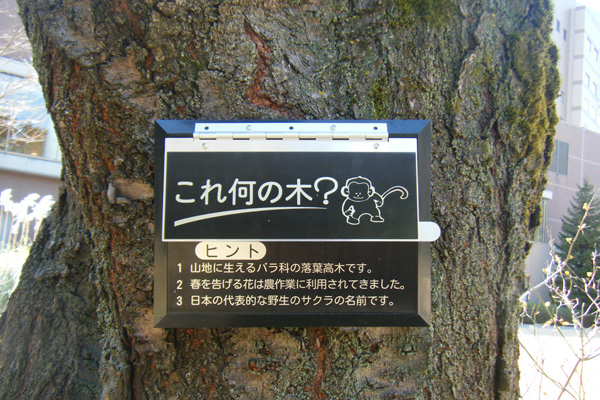 これ何の木?
ヒント
1 山地に生えるバラ科の落葉高木です。
2 春を告げる花は農作業に利用されてきました。
3 日本の代表的な野生のサクラの名前です。